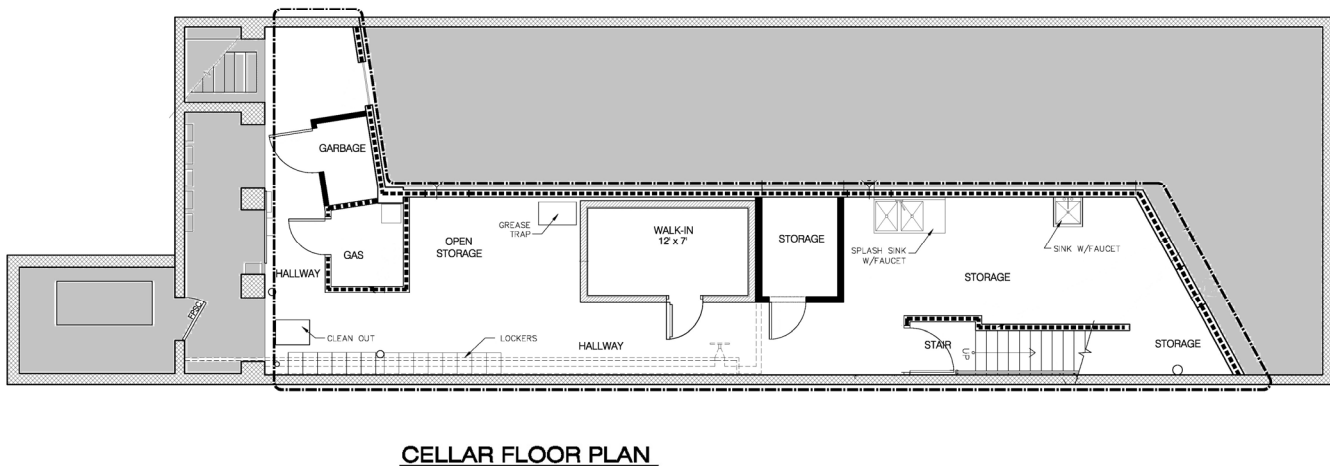 GARBAGE
GREASE
TRAP
WALK-IN
12' x 7'
STORAGE
OPEN
STORAGE
SPLASH SINK
W/FAUCET
SINK W/FAUCET
GAS
HALLWAY
STORAGE
FPSC
CLEAN OUT
LOCKERS
HALLWAY
STAIR
UP
STORAGE
CELLAR FLOOR PLAN